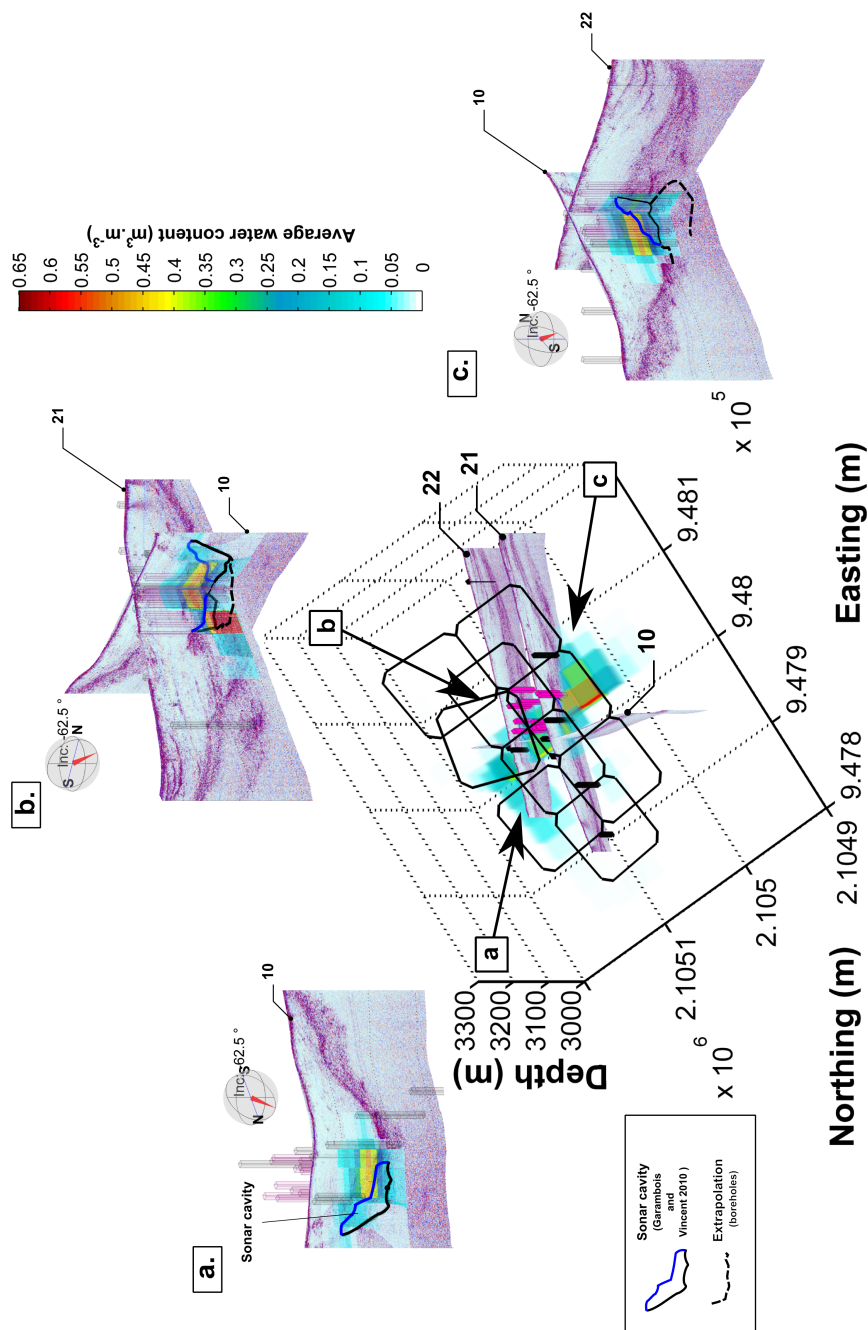 a.
Sonar cavity
10
Inc:-62.5 °
N
S
b.
Inc:-62.5 °
S
N
21
10
Average water content (m³.m⁻³)
0.65
0.6
0.55
0.5
0.45
0.4
0.35
0.3
0.25
0.2
0.15
0.1
0.05
0
c.
Inc:-62.5 °
N
S
10
22
a
b
c
22
21
10
Depth (m)
3300
3200
3100
3000
Northing (m)
x 10⁶
2.1051
2.105
2.1049
Easting (m)
x 10⁵
9.478
9.479
9.48
9.481
Sonar cavity
(Garambois
and
Vincent 2010 )
Extrapolation
(boreholes)